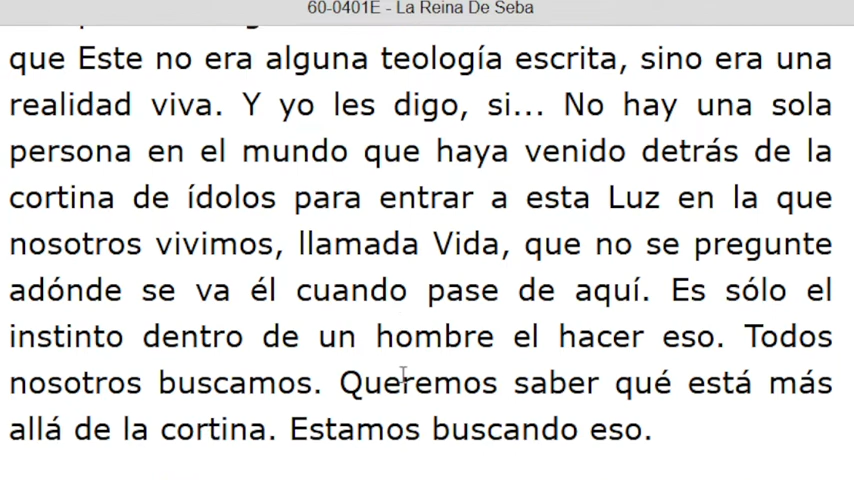 60-0401E - La Reina De Seba
que Este no era alguna teología escrita, sino era una
realidad viva. Y yo les digo, si... No hay una sola
persona en el mundo que haya venido detrás de la
cortina de ídolos para entrar a esta Luz en la que
nosotros vivimos, llamada Vida, que no se pregunte
adónde se va él cuando pase de aquí. Es sólo el
instinto dentro de un hombre el hacer eso. Todos
nosotros buscamos. Queremos saber qué está más
allá de la cortina. Estamos buscando eso.